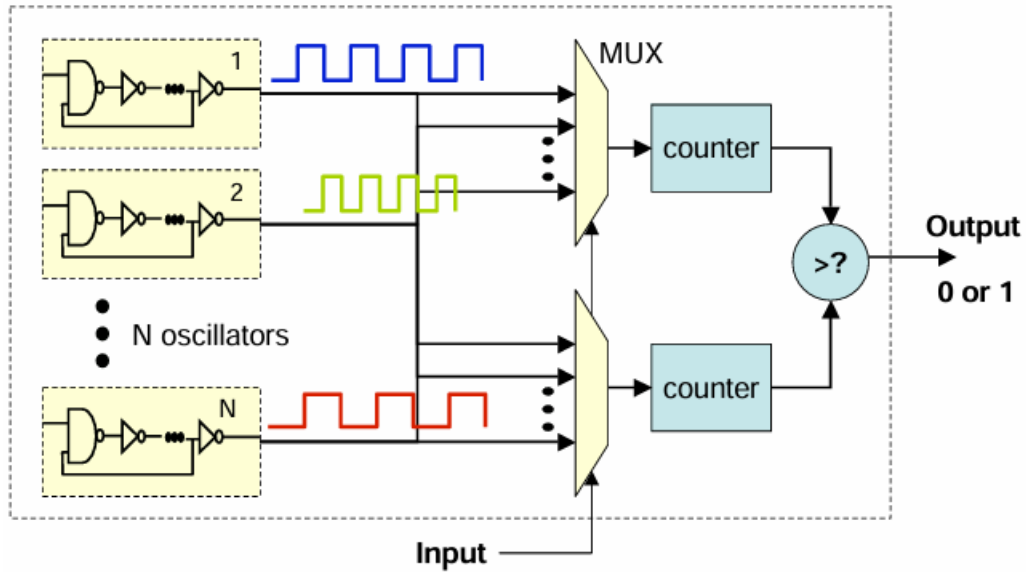 1
MUX
counter
2
Output
>?
0 or 1
N oscillators
counter
N
Input